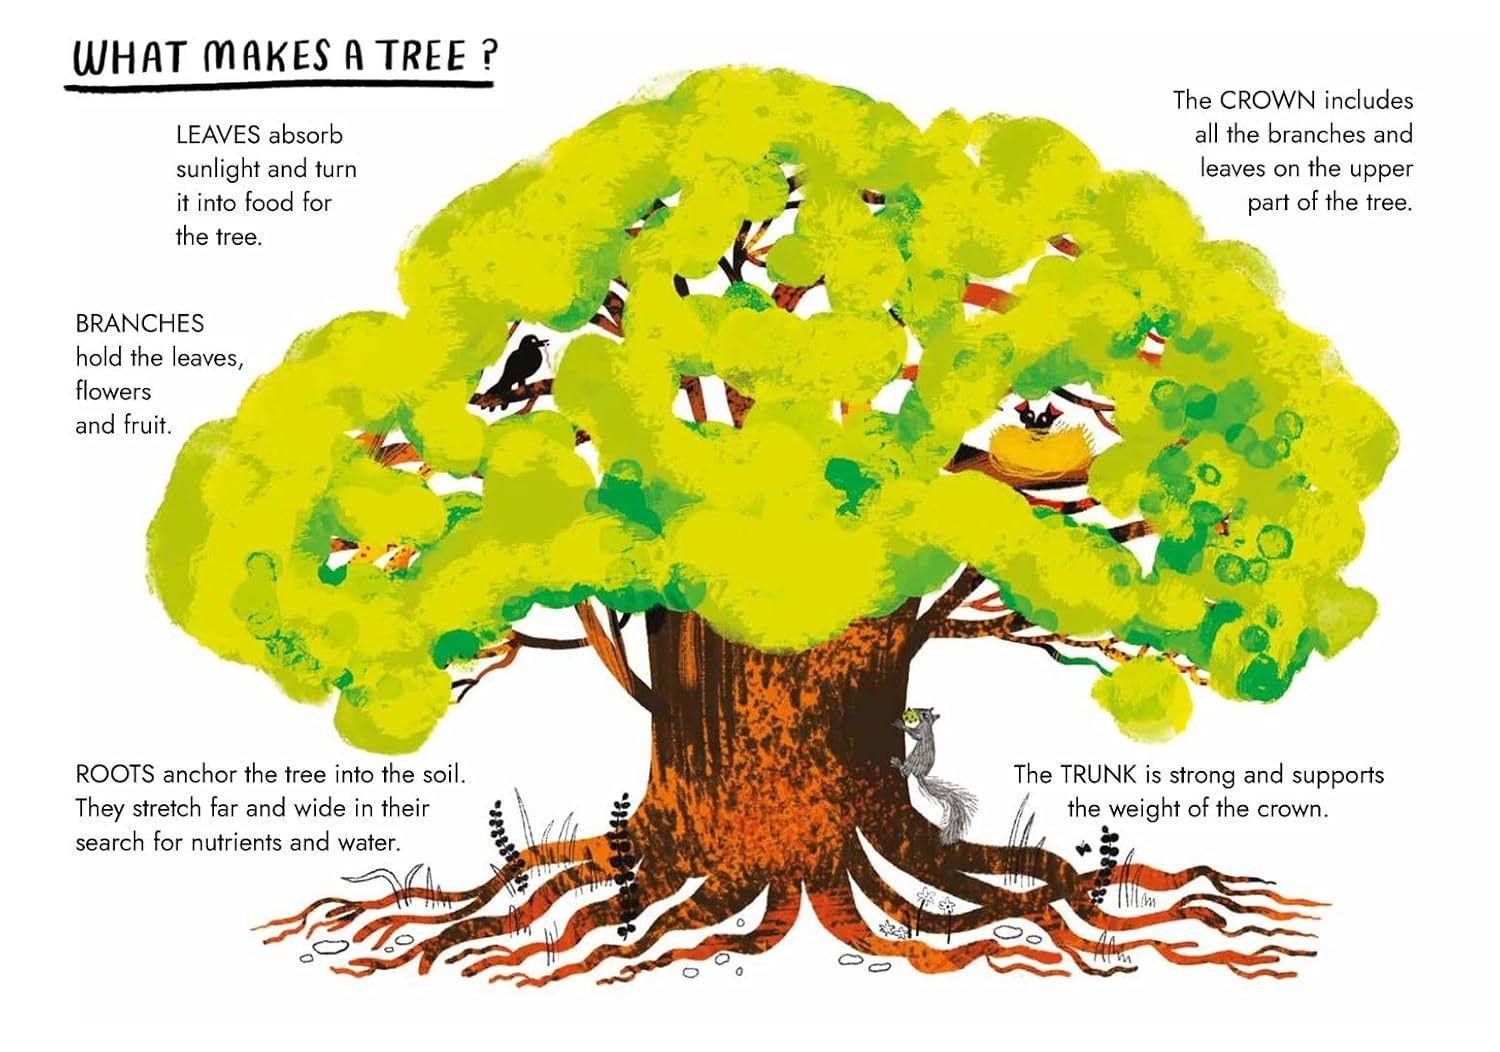 WHAT MAKES A TREE?
LEAVES absorb
sunlight and turn
it into food for
the tree.
The CROWN includes
all the branches and
leaves on the upper
part of the tree.
BRANCHES
hold the leaves,
flowers
and fruit.
ROOTS anchor the tree into the soil.
They stretch far and wide in their
search for nutrients and water.
The TRUNK is strong and supports
the weight of the crown.